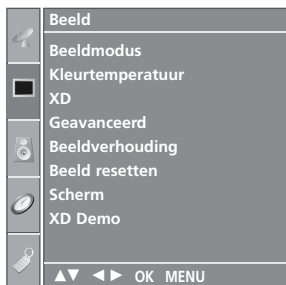 Beeld
Beeldmodus
Kleurtemperatuur
XD
Geavanceerd
Beeldverhouding
Beeld resetten
Scherm
XD Demo
▲▼ ◄► OK MENU